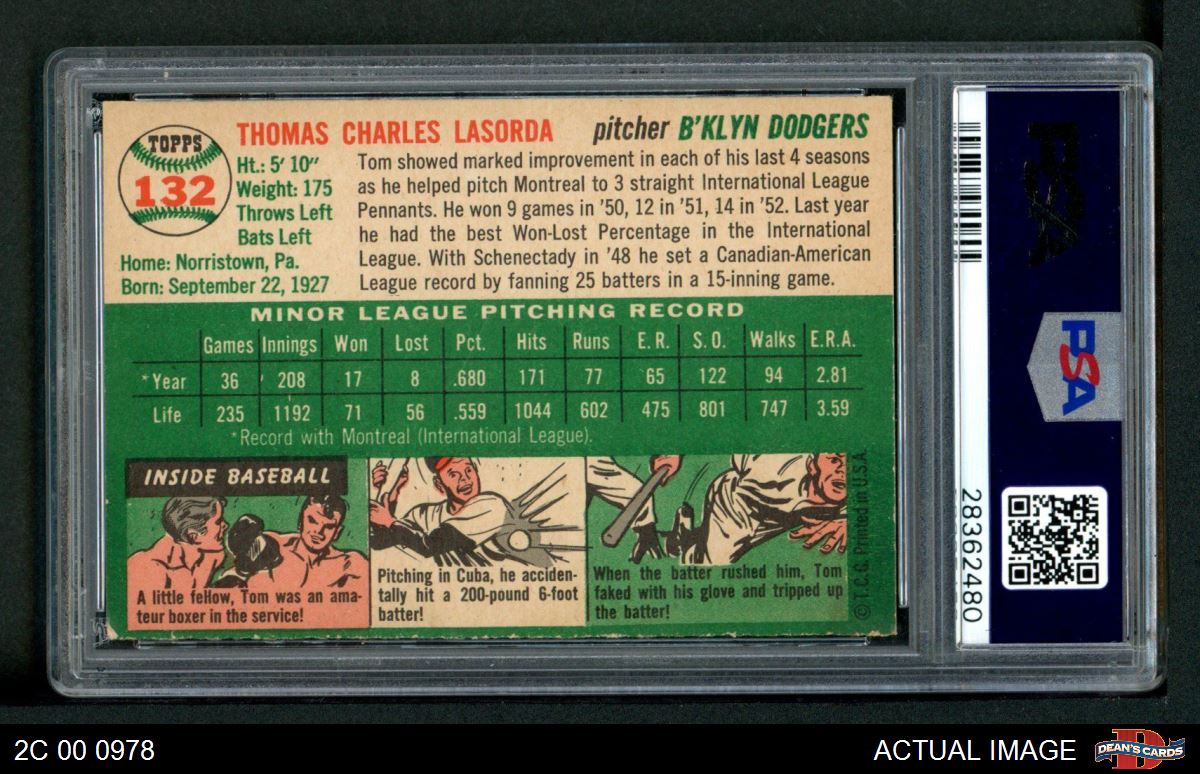 TOPPS
132
THOMAS CHARLES LASORDA pitcher B'KLYN DODGERS
Ht.: 5' 10"
Weight: 175
Throws Left
Bats Left
Home: Norristown, Pa.
Born: September 22, 1927
Tom showed marked improvement in each of his last 4 seasons
as he helped pitch Montreal to 3 straight International League
Pennants. He won 9 games in '50, 12 in '51, 14 in '52. Last year
he had the best Won-Lost Percentage in the International
League. With Schenectady in '48 he set a Canadian-American
League record by fanning 25 batters in a 15-inning game.
MINOR LEAGUE PITCHING RECORD
Games Innings Won Lost Pct. Hits Runs E.R. S.O. Walks E.R.A.
*Year 36 208 17 8 .680 171 77 65 122 94 2.81
Life 235 1192 71 56 .559 1044 602 475 801 747 3.59
*Record with Montreal (International League).
INSIDE BASEBALL
A little fellow, Tom was an ama-
teur boxer in the service!
Pitching in Cuba, he acciden-
tally hit a 200-pound 6-foot
batter!
When the batter rushed him, Tom
faked with his glove and tripped up
the batter!
© T.C.G. Printed in U.S.A.
PSA
28362480
2C 00 0978
ACTUAL IMAGE
DEAN'S CARDS